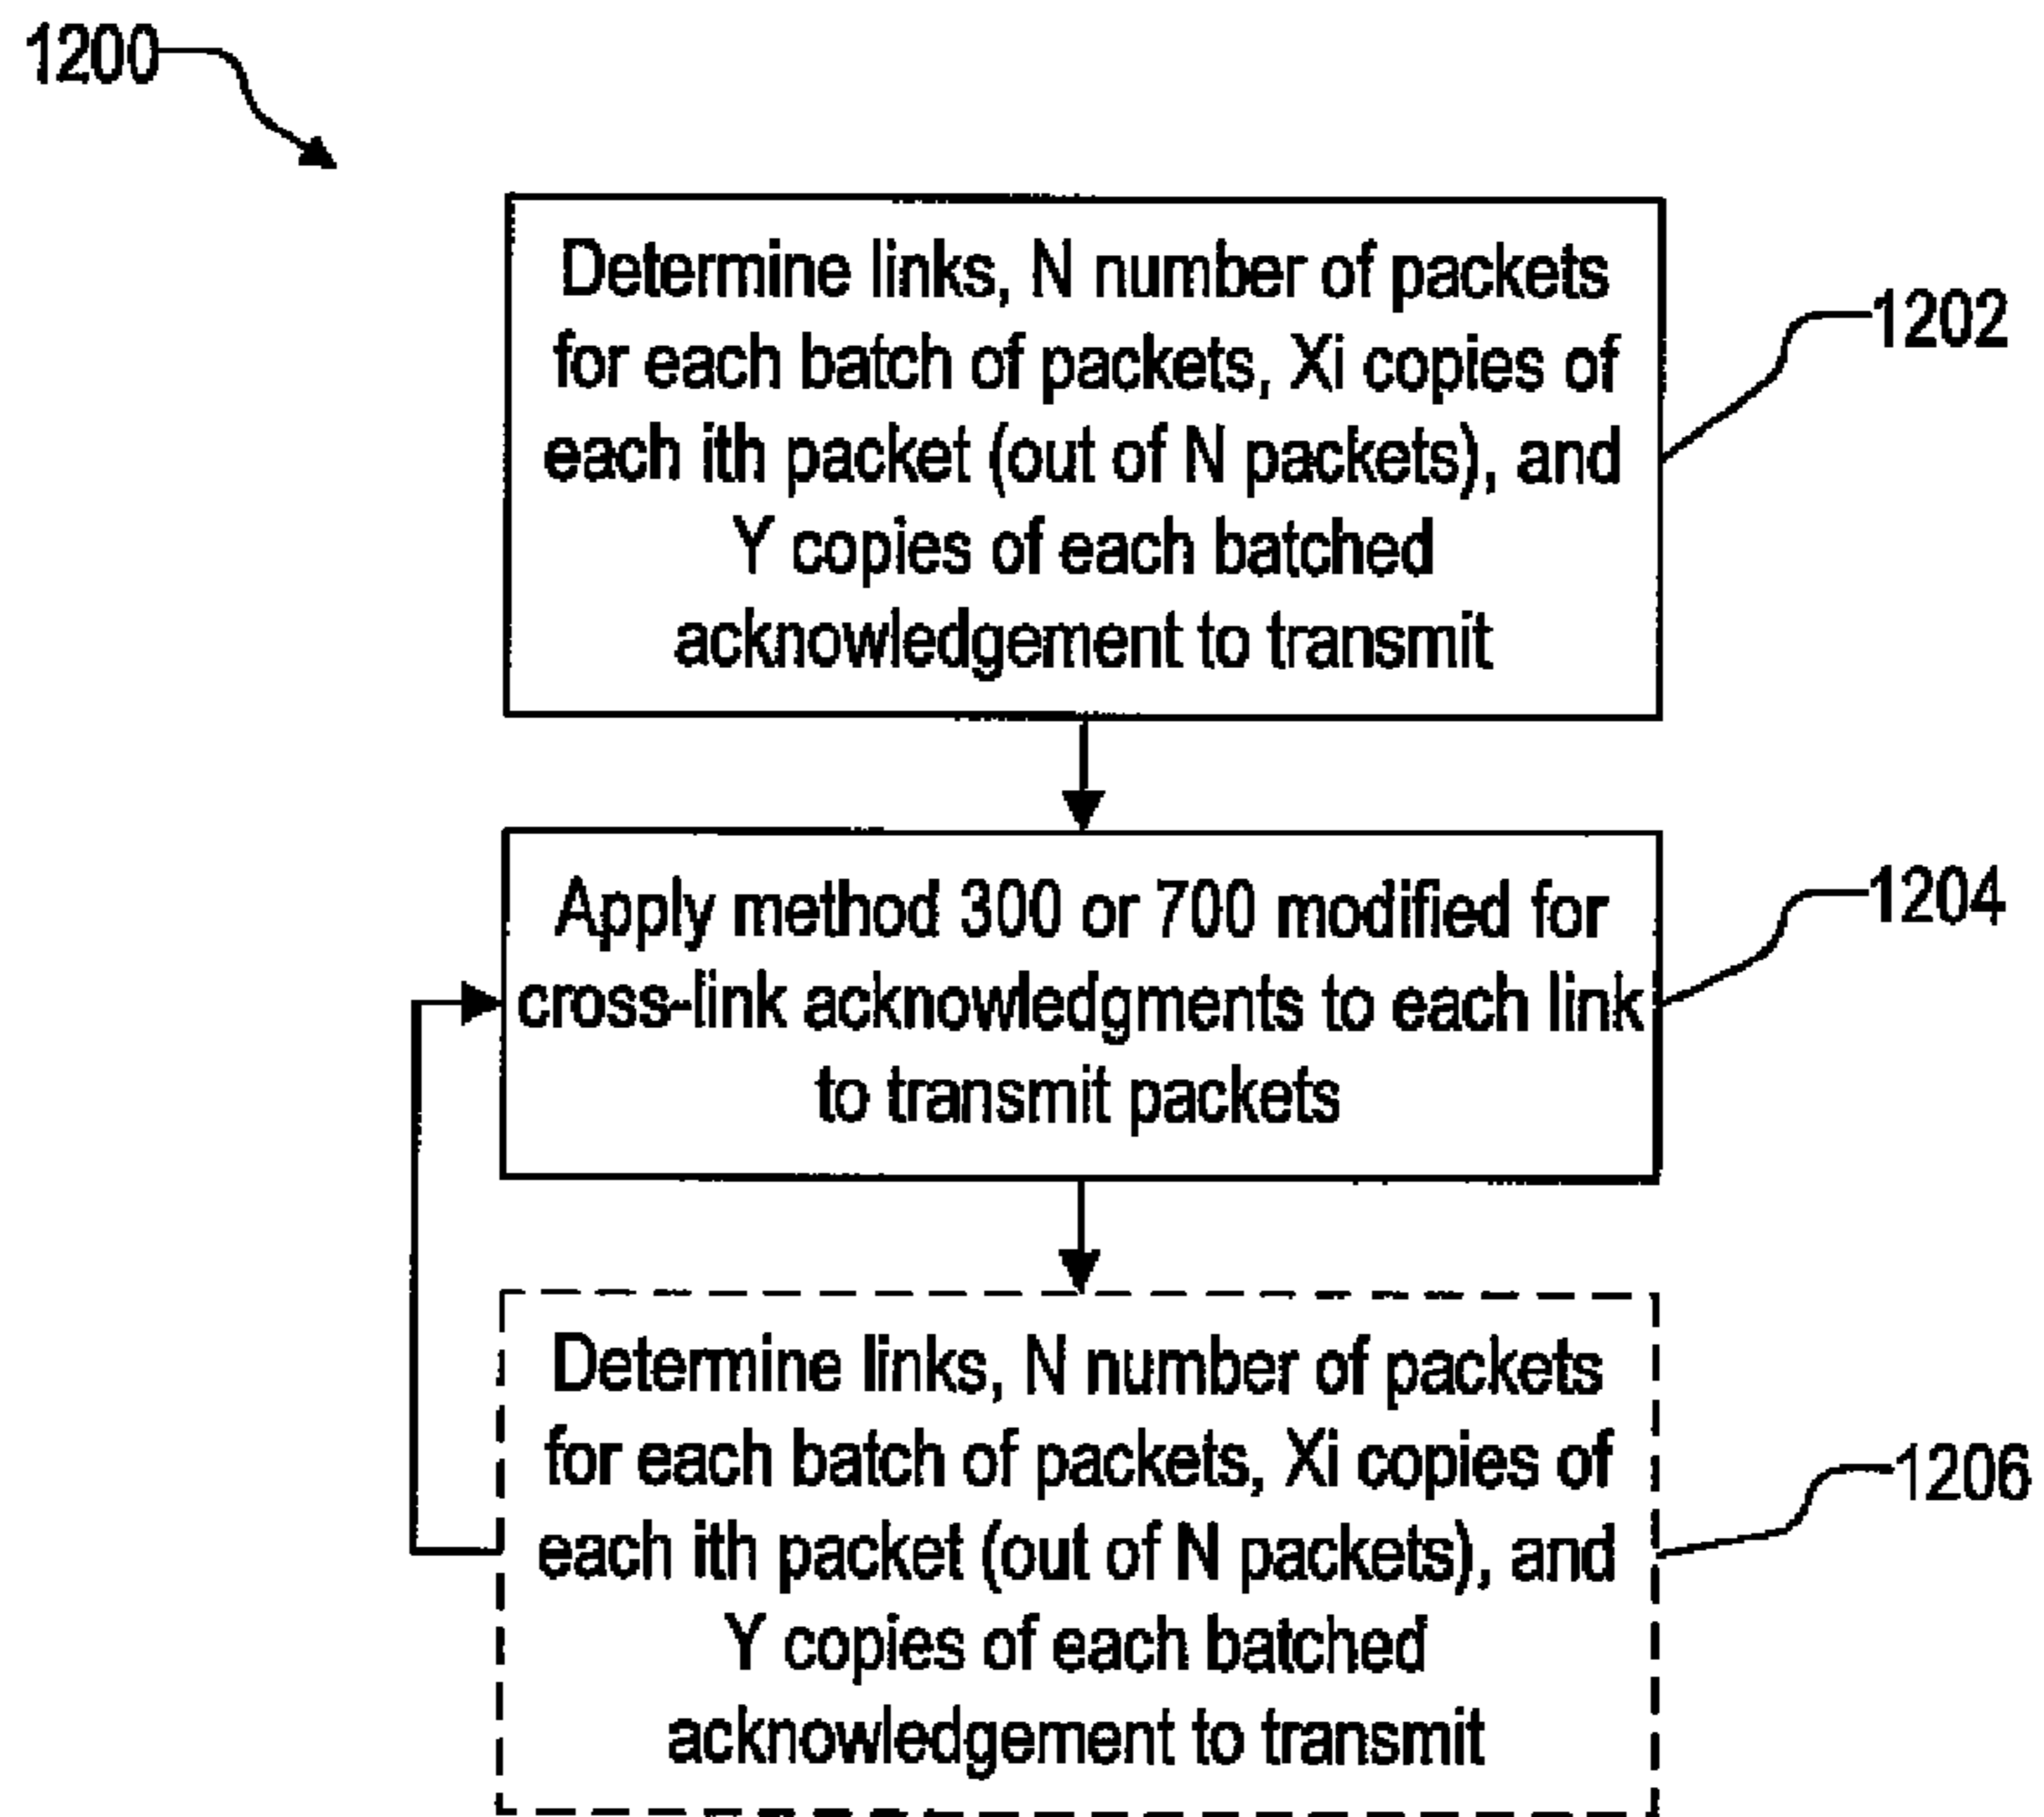 1200
Determine links, N number of packets
for each batch of packets, Xi copies of
each ith packet (out of N packets), and
Y copies of each batched
acknowledgement to transmit
1202
Apply method 300 or 700 modified for
cross-link acknowledgments to each link
to transmit packets
1204
Determine links, N number of packets
for each batch of packets, Xi copies of
each ith packet (out of N packets), and
Y copies of each batched
acknowledgement to transmit
1206